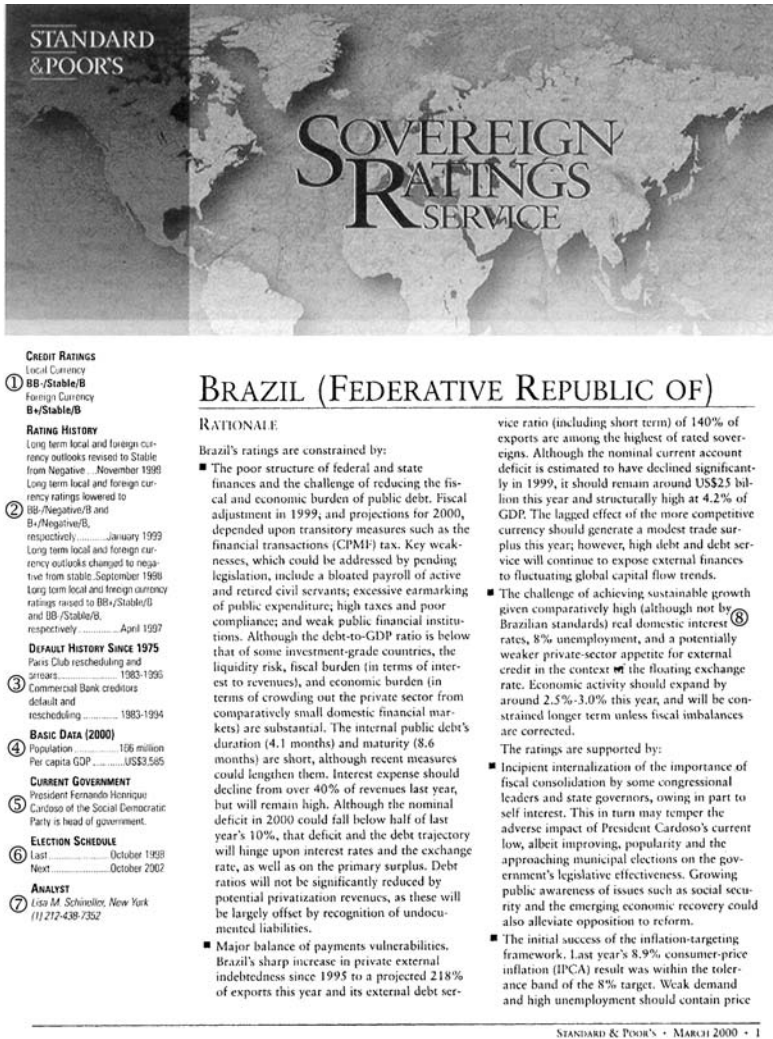 STANDARD
&POOR'S
SOVEREIGN
RATINGS
SERVICE
CREDIT RATINGS
Local Currency
① BB-/Stable/B
Foreign Currency
B+/Stable/B
RATING HISTORY
Long term local and foreign cur-
rency outlooks revised to Stable
from Negative ...November 1999
Long term local and foreign cur-
rency ratings lowered to
② BB-/Negative/B and
B+/Negative/B,
respectively...........January 1999
Long term local and foreign cur-
rency outlooks changed to nega-
tive from stable..September 1998
Long term local and foreign currency
ratings raised to BB+/Stable/B
and BB-/Stable/B,
respectively...............April 1997
DEFAULT HISTORY SINCE 1975
Paris Club rescheduling and
arrears.................... 1983-1996
③ Commercial Bank creditors
default and
rescheduling ............. 1983-1994
BASIC DATA (2000)
④ Population ..................166 million
Per capita GDP ...........US$3,585
CURRENT GOVERNMENT
President Fernando Henrique
⑤ Cardoso of the Social Democratic
Party is head of government.
ELECTION SCHEDULE
⑥ Last.......................October 1998
Next......................October 2002
ANALYST
⑦ Lisa M. Schineller, New York
(1) 212-438-7352
BRAZIL (FEDERATIVE REPUBLIC OF)
RATIONALE
Brazil's ratings are constrained by:
■ The poor structure of federal and state
finances and the challenge of reducing the fis-
cal and economic burden of public debt. Fiscal
adjustment in 1999, and projections for 2000,
depended upon transitory measures such as the
financial transactions (CPMF) tax. Key weak-
nesses, which could be addressed by pending
legislation, include a bloated payroll of active
and retired civil servants; excessive earmarking
of public expenditure; high taxes and poor
compliance; and weak public financial institu-
tions. Although the debt-to-GDP ratio is below
that of some investment-grade countries, the
liquidity risk, fiscal burden (in terms of inter-
est to revenues), and economic burden (in
terms of crowding out the private sector from
comparatively small domestic financial mar-
kets) are substantial. The internal public debt's
duration (4.1 months) and maturity (8.6
months) are short, although recent measures
could lengthen them. Interest expense should
decline from over 40% of revenues last year,
but will remain high. Although the nominal
deficit in 2000 could fall below half of last
year's 10%, that deficit and the debt trajectory
will hinge upon interest rates and the exchange
rate, as well as on the primary surplus. Debt
ratios will not be significantly reduced by
potential privatization revenues, as these will
be largely offset by recognition of undocu-
mented liabilities.
■ Major balance of payments vulnerabilities.
Brazil's sharp increase in private external
indebtedness since 1995 to a projected 218%
of exports this year and its external debt ser-
vice ratio (including short term) of 140% of
exports are among the highest of rated sover-
eigns. Although the nominal current account
deficit is estimated to have declined significant-
ly in 1999, it should remain around US$25 bil-
lion this year and structurally high at 4.2% of
GDP. The lagged effect of the more competitive
currency should generate a modest trade sur-
plus this year; however, high debt and debt ser-
vice will continue to expose external finances
to fluctuating global capital flow trends.
■ The challenge of achieving sustainable growth
given comparatively high (although not by
Brazilian standards) real domestic interest ⑧
rates, 8% unemployment, and a potentially
weaker private-sector appetite for external
credit in the context of the floating exchange
rate. Economic activity should expand by
around 2.5%-3.0% this year, and will be con-
strained longer term unless fiscal imbalances
are corrected.
The ratings are supported by:
■ Incipient internalization of the importance of
fiscal consolidation by some congressional
leaders and state governors, owing in part to
self interest. This in turn may temper the
adverse impact of President Cardoso's current
low, albeit improving, popularity and the
approaching municipal elections on the gov-
ernment's legislative effectiveness. Growing
public awareness of issues such as social secu-
rity and the emerging economic recovery could
also alleviate opposition to reform.
■ The initial success of the inflation-targeting
framework. Last year's 8.9% consumer-price
inflation (IPCA) result was within the toler-
ance band of the 8% target. Weak demand
and high unemployment should contain price
STANDARD & POOR'S • MARCH 2000 • 1